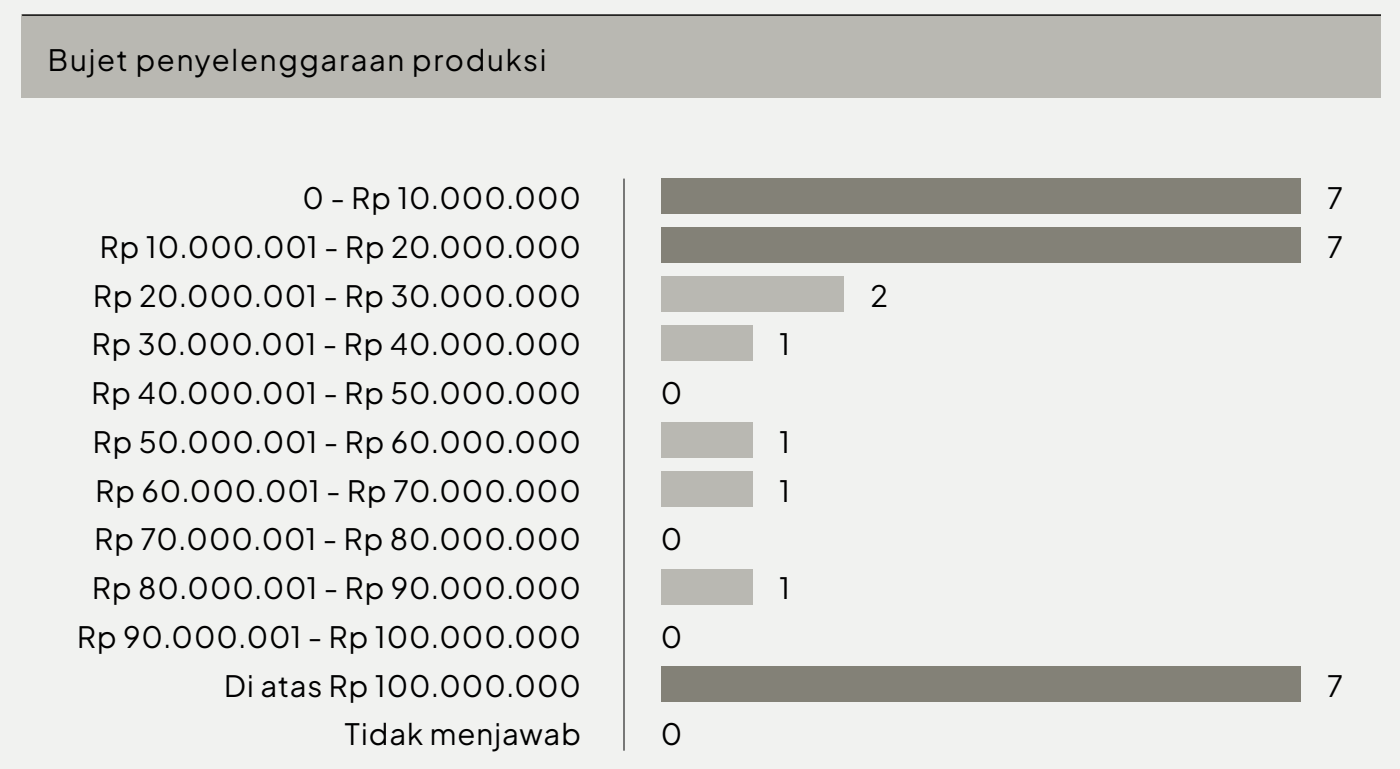 Bujet penyelenggaraan produksi
0 - Rp 10.000.000 7
Rp 10.000.001 - Rp 20.000.000 7
Rp 20.000.001 - Rp 30.000.000 2
Rp 30.000.001 - Rp 40.000.000 1
Rp 40.000.001 - Rp 50.000.000 0
Rp 50.000.001 - Rp 60.000.000 1
Rp 60.000.001 - Rp 70.000.000 1
Rp 70.000.001 - Rp 80.000.000 0
Rp 80.000.001 - Rp 90.000.000 1
Rp 90.000.001 - Rp 100.000.000 0
Di atas Rp 100.000.000 7
Tidak menjawab 0